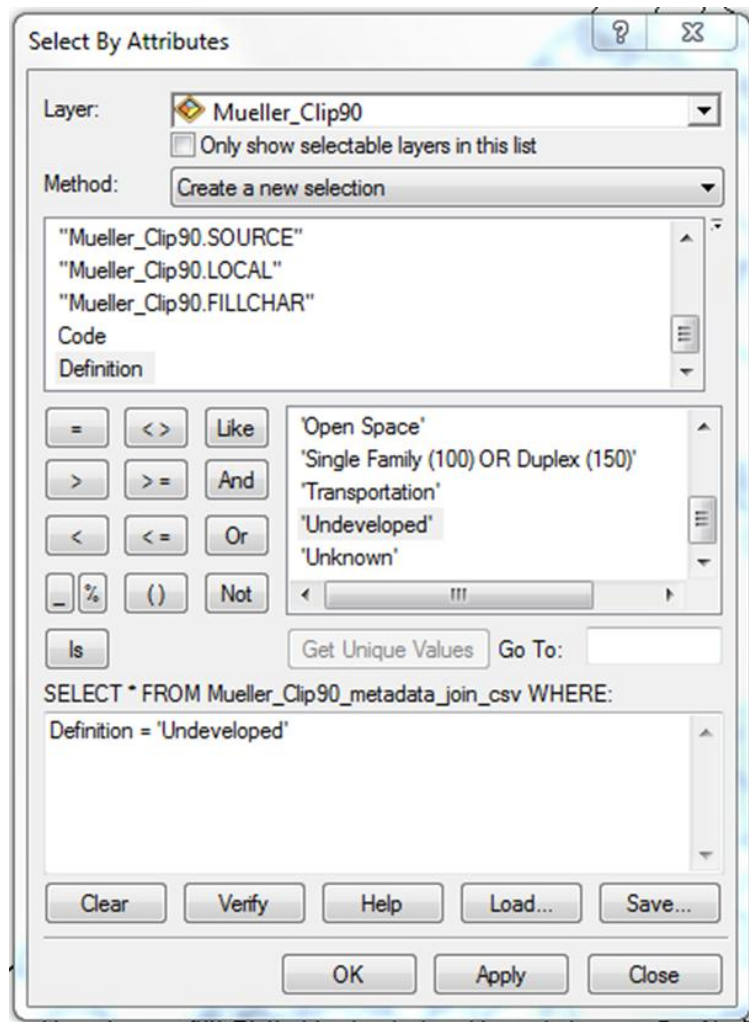 Select By Attributes
Layer: Mueller_Clip90
Only show selectable layers in this list
Method: Create a new selection
"Mueller_Clip90.SOURCE"
"Mueller_Clip90.LOCAL"
"Mueller_Clip90.FILLCHAR"
Code
Definition
= < > Like
> > = And
< < = Or
_ % () Not
Is
'Open Space'
'Single Family (100) OR Duplex (150)'
'Transportation'
'Undeveloped'
'Unknown'
Get Unique Values Go To:
SELECT * FROM Mueller_Clip90_metadata_join_csv WHERE:
Definition = 'Undeveloped'
Clear Verify Help Load... Save...
OK Apply Close